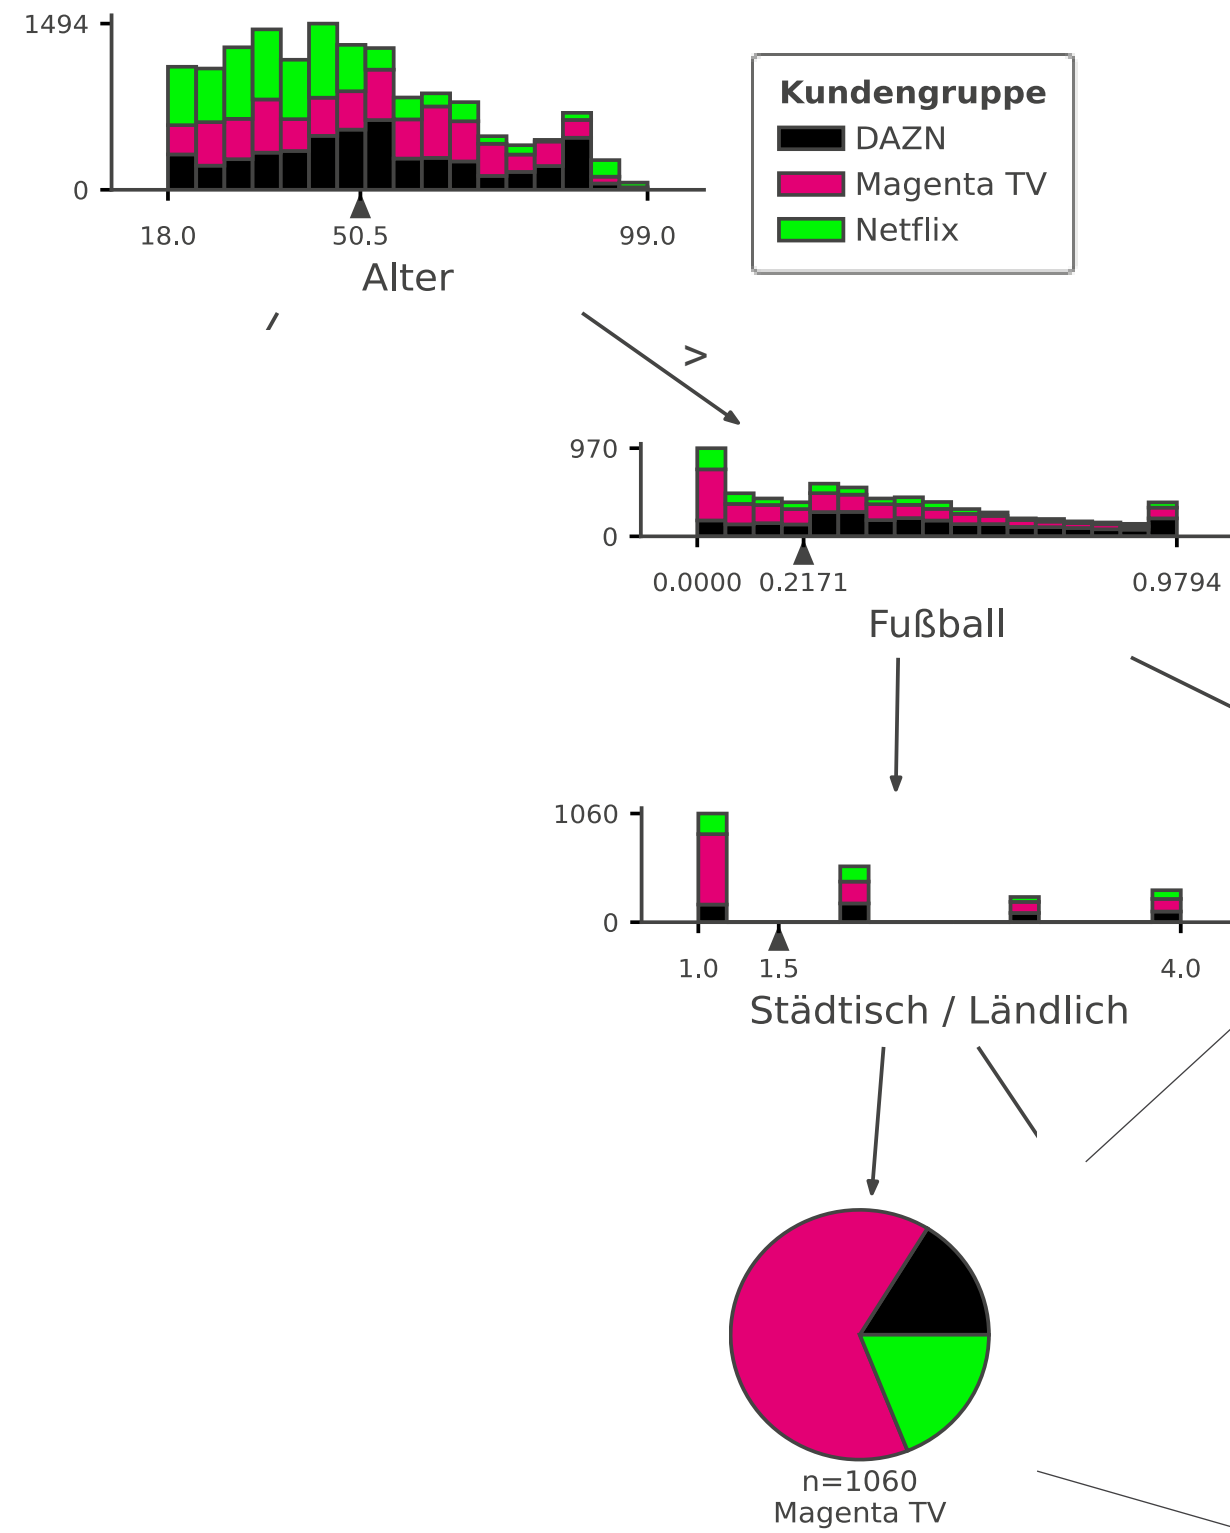 1494
0
18.0 50.5 99.0
Alter
Kundengruppe
DAZN
Magenta TV
Netflix
>
970
0
0.0000 0.2171 0.9794
Fußball
1060
0
1.0 1.5 4.0
Städtisch / Ländlich
n=1060
Magenta TV